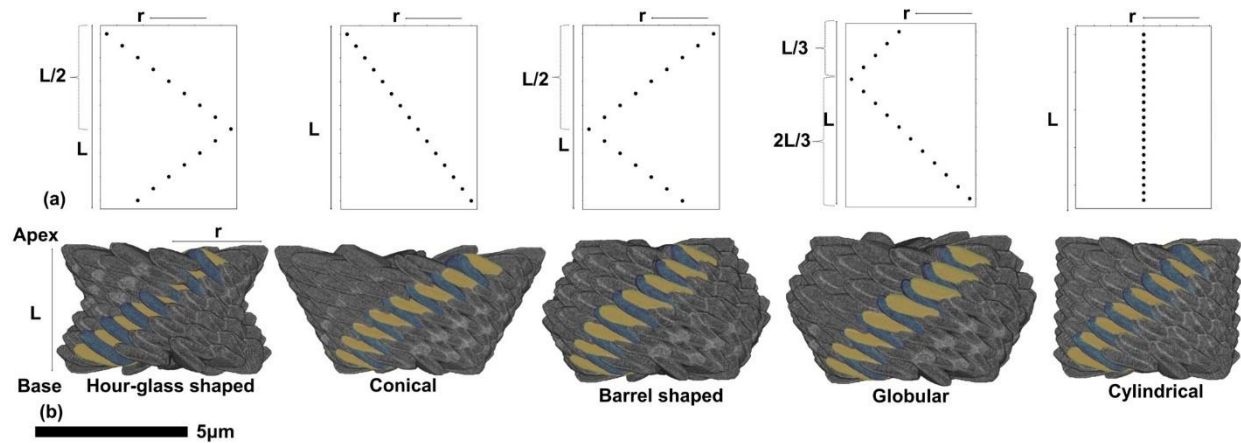 r
r
r
r
r
L/2
L
L
L/2
L
L/3
L
2L/3
L
(a)
Apex
r
L
Base
Hour-glass shaped
Conical
Barrel shaped
Globular
Cylindrical
(b)
5µm